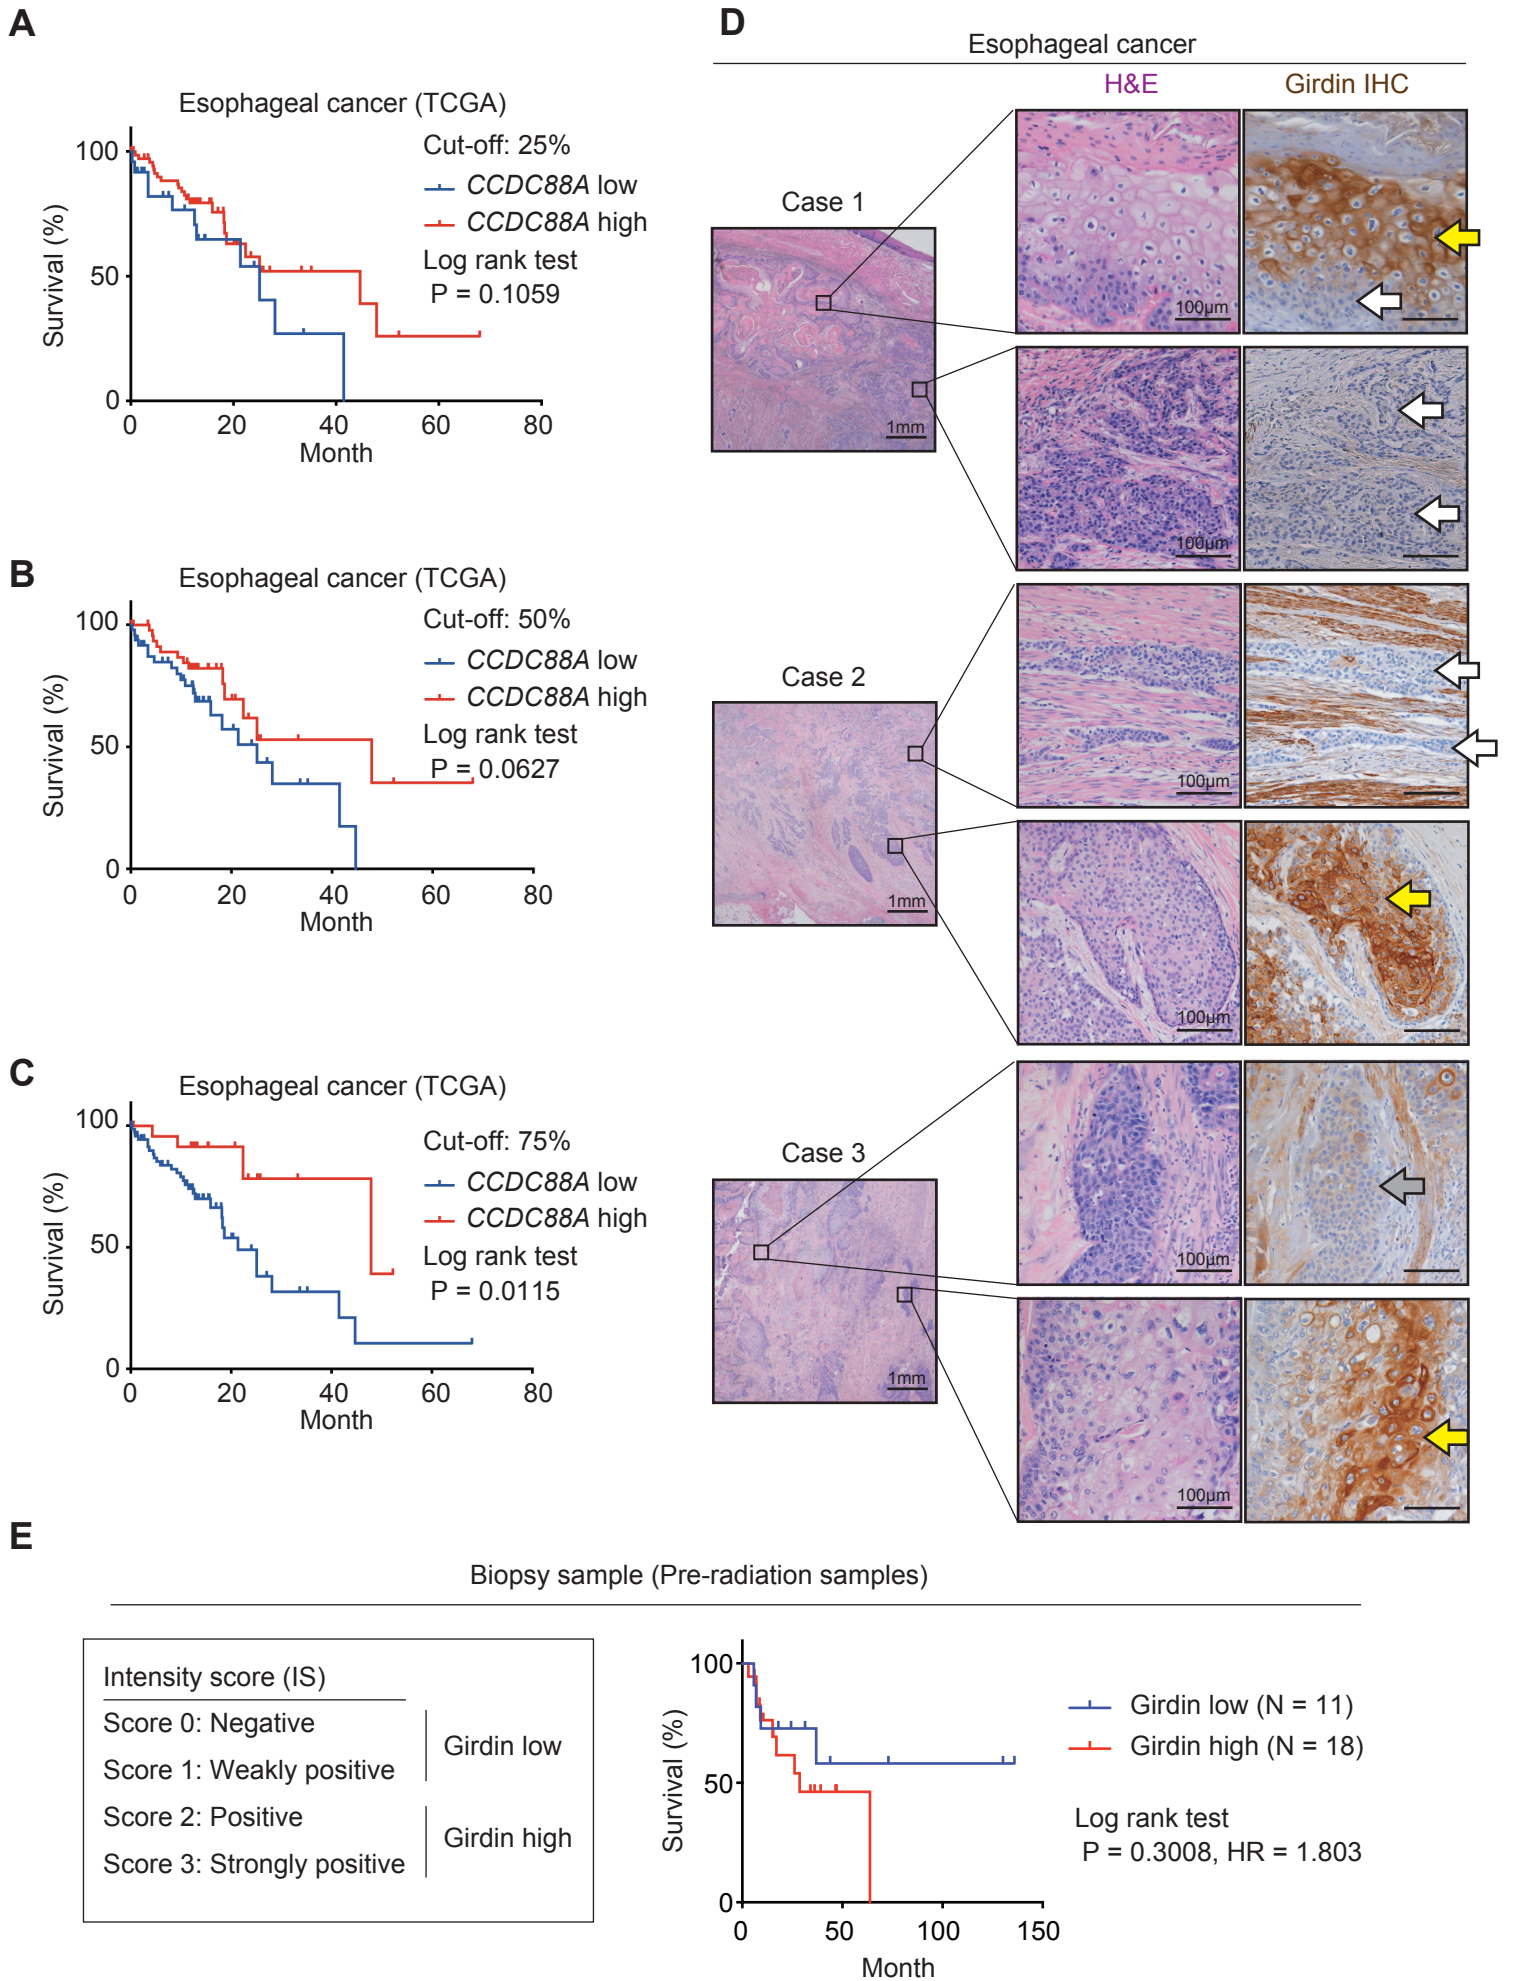 A
Esophageal cancer (TCGA)
Cut-off: 25%
CCDC88A low
CCDC88A high
Log rank test
P = 0.1059
Survival (%)
100
50
0
0 20 40 60 80
Month
B
Esophageal cancer (TCGA)
Cut-off: 50%
CCDC88A low
CCDC88A high
Log rank test
P = 0.0627
Survival (%)
100
50
0
0 20 40 60 80
Month
C
Esophageal cancer (TCGA)
Cut-off: 75%
CCDC88A low
CCDC88A high
Log rank test
P = 0.0115
Survival (%)
100
50
0
0 20 40 60 80
Month
D
Esophageal cancer
H&E Girdin IHC
Case 1
1mm
100μm
100μm
Case 2
1mm
100μm
100μm
Case 3
1mm
100μm
100μm
E
Biopsy sample (Pre-radiation samples)
Intensity score (IS)
Score 0: Negative
Score 1: Weakly positive
Girdin low
Score 2: Positive
Score 3: Strongly positive
Girdin high
Survival (%)
100
50
0
0 50 100 150
Month
Girdin low (N = 11)
Girdin high (N = 18)
Log rank test
P = 0.3008, HR = 1.803